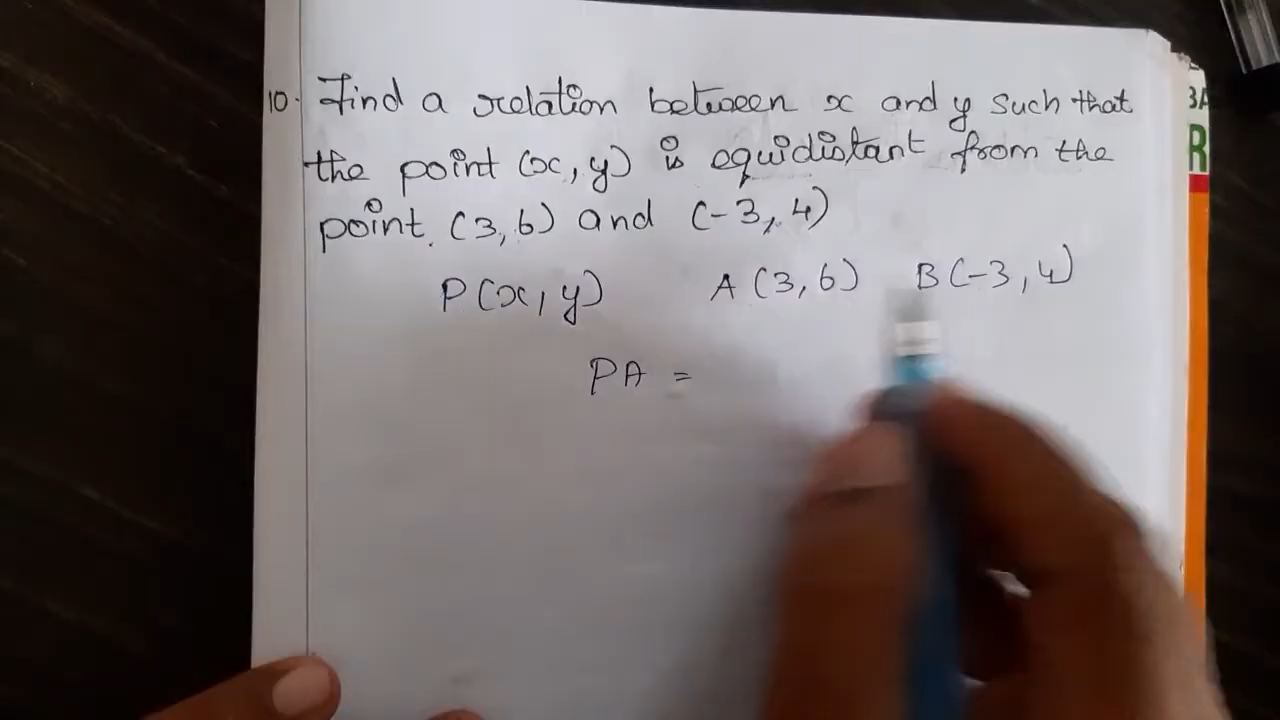 10. Find a relation between x and y such that
the point (x, y) is equidistant from the
point. (3, 6) and (-3, 4)
P(x, y) A (3, 6) B (-3, 4)
PA =